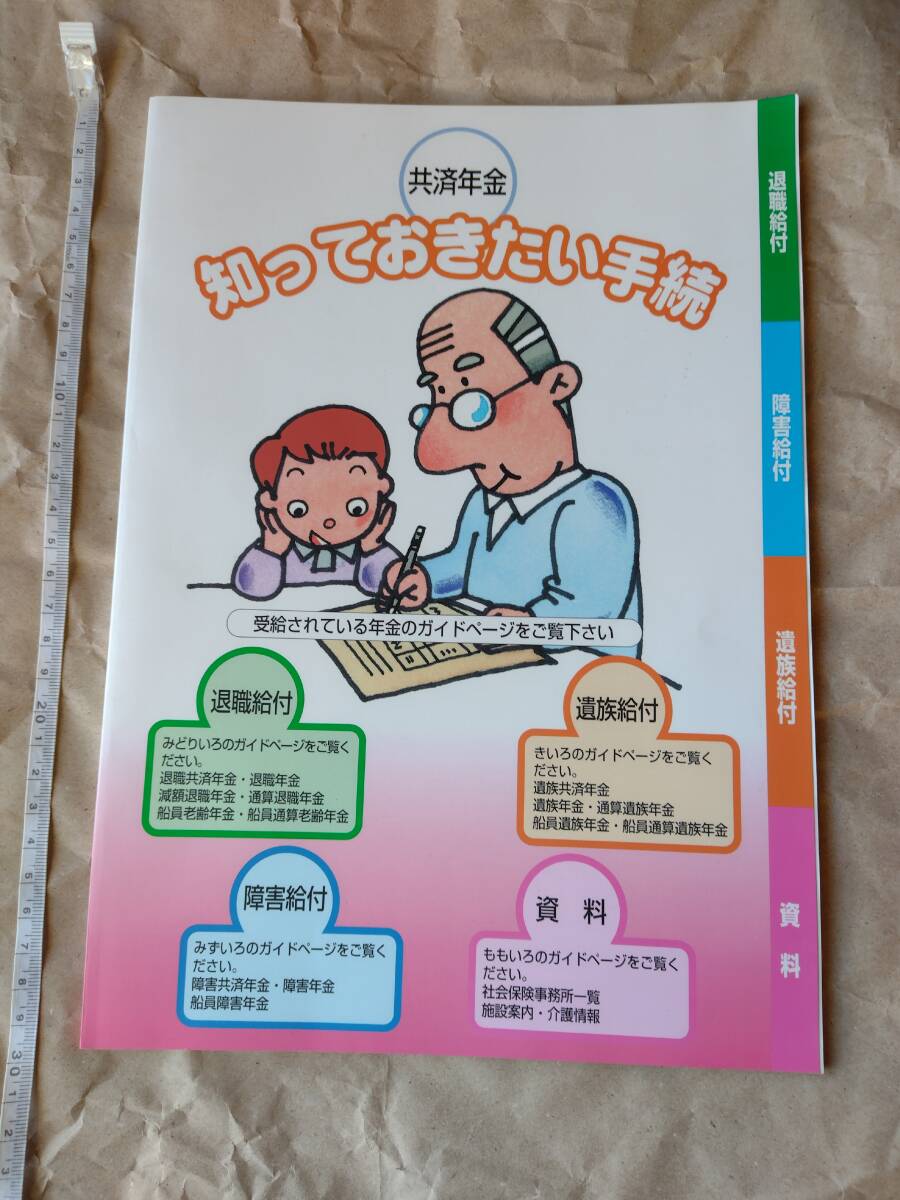 共済年金
知っておきたい手続
受給されている年金のガイドページをご覧下さい
退職給付
みどりいろのガイドページをご覧く
ださい。
退職共済年金・退職年金
減額退職年金・通算退職年金
船員老齢年金・船員通算老齢年金
遺族給付
きいろのガイドページをご覧く
ださい。
遺族共済年金
遺族年金・通算遺族年金
船員遺族年金・船員通算遺族年金
障害給付
みずいろのガイドページをご覧く
ださい。
障害共済年金・障害年金
船員障害年金
資 料
ももいろのガイドページをご覧く
ださい。
社会保険事務所一覧
施設案内・介護情報
退職給付
障害給付
遺族給付
資 料